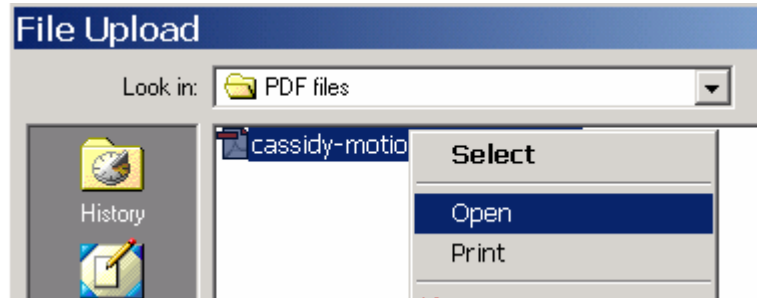 File Upload
Look in: PDF files
cassidy-motio
Select
History
Open
Print